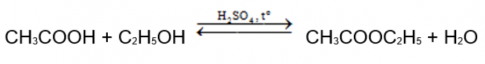 H₂SO₄, t°
CH₃COOH + C₂H₅OH ⇌ CH₃COOC₂H₅ + H₂O